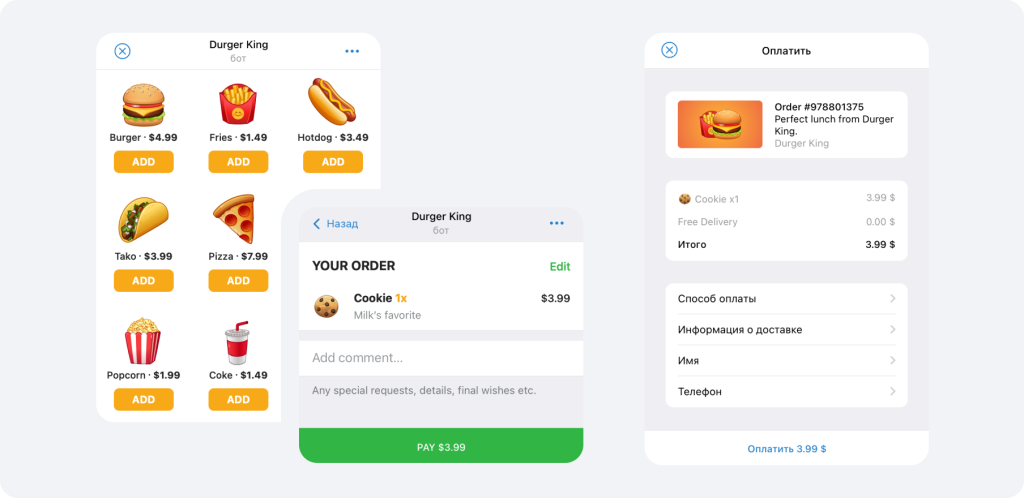 Durger King
бот
Burger · $4.99
Fries · $1.49
Hotdog · $3.49
ADD
ADD
ADD
Tako · $3.99
Pizza · $7.99
ADD
ADD
Popcorn · $1.99
Coke · $1.49
ADD
ADD
Назад
Durger King
бот
YOUR ORDER
Edit
Cookie 1x
$3.99
Milk's favorite
Add comment...
Any special requests, details, final wishes etc.
PAY $3.99
Оплатить
Order #978801375
Perfect lunch from Durger
King.
Durger King
Cookie x1
3.99 $
Free Delivery
0.00 $
Итого
3.99 $
Способ оплаты
Информация о доставке
Имя
Телефон
Оплатить 3.99 $